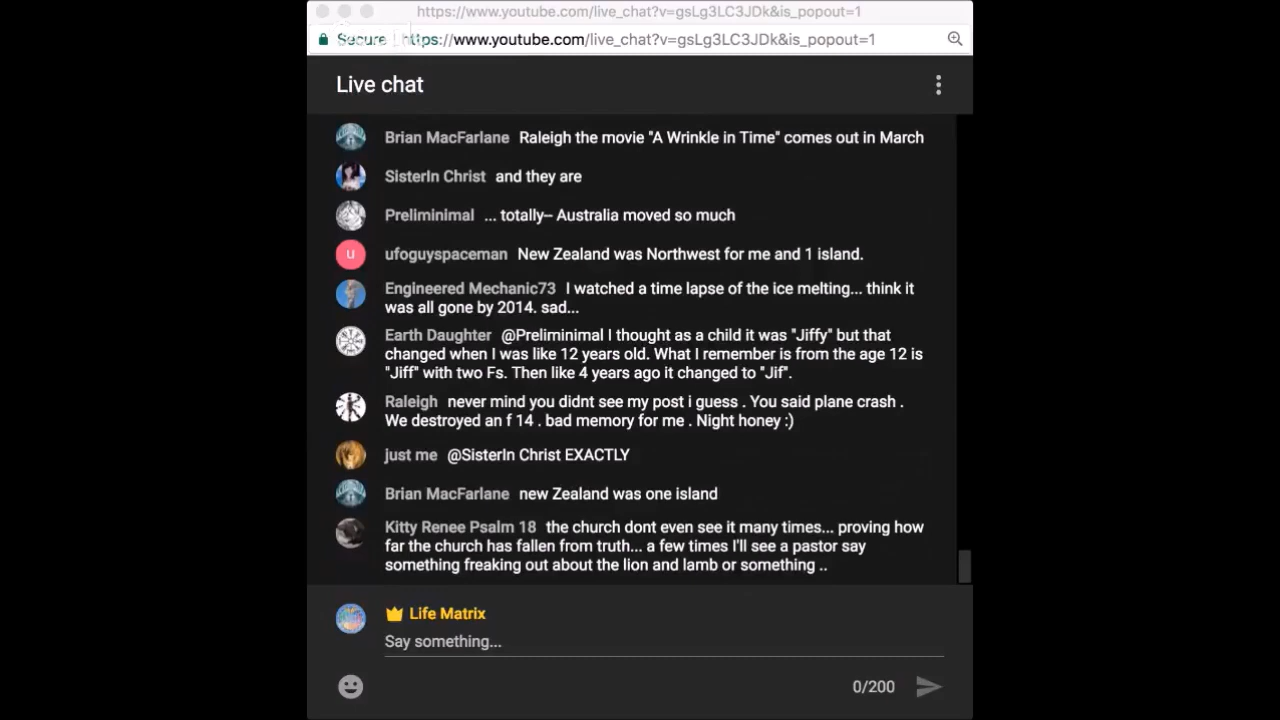 https://www.youtube.com/live_chat?v=gsLg3LC3JDk&is_popout=1
Secure https://www.youtube.com/live_chat?v=gsLg3LC3JDk&is_popout=1
Live chat
Brian MacFarlane Raleigh the movie "A Wrinkle in Time" comes out in March
SisterIn Christ and they are
Preliminimal ... totally-- Australia moved so much
u
ufoguyspaceman New Zealand was Northwest for me and 1 island.
Engineered Mechanic73 I watched a time lapse of the ice melting... think it
was all gone by 2014. sad...
Earth Daughter @Preliminimal I thought as a child it was "Jiffy" but that
changed when I was like 12 years old. What I remember is from the age 12 is
"Jiff" with two Fs. Then like 4 years ago it changed to "Jif".
Raleigh never mind you didnt see my post i guess . You said plane crash .
We destroyed an f 14 . bad memory for me . Night honey :)
just me @SisterIn Christ EXACTLY
Brian MacFarlane new Zealand was one island
Kitty Renee Psalm 18 the church dont even see it many times... proving how
far the church has fallen from truth... a few times I'll see a pastor say
something freaking out about the lion and lamb or something ..
Life Matrix
Say something...
0/200